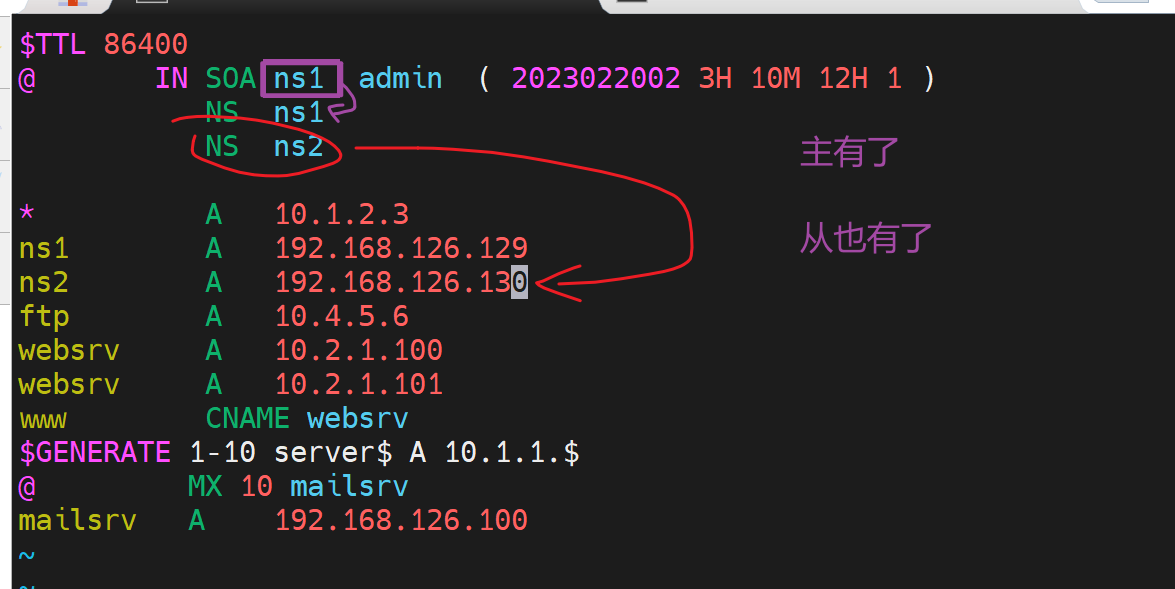 $TTL 86400
@ IN SOA ns1 admin ( 2023022002 3H 10M 12H 1 )
NS ns1
NS ns2
主有了
* A 10.1.2.3
从也有了
ns1 A 192.168.126.129
ns2 A 192.168.126.130
ftp A 10.4.5.6
websrv A 10.2.1.100
websrv A 10.2.1.101
www CNAME websrv
$GENERATE 1-10 server$ A 10.1.1.$
@ MX 10 mailsrv
mailsrv A 192.168.126.100
~
~